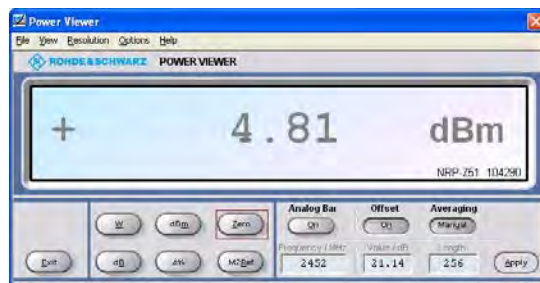 Power Viewer
File View Resolution Options Help
ROHDE & SCHWARZ POWER VIEWER
+ 4.81 dBm
NRP-Z51 104290
Analog Bar Offset Averaging
W dBm Zero On On Manual
Frequency / MHz Value / dB Length
Exit dB Δ% M2Ref 2452 21.14 256 Apply